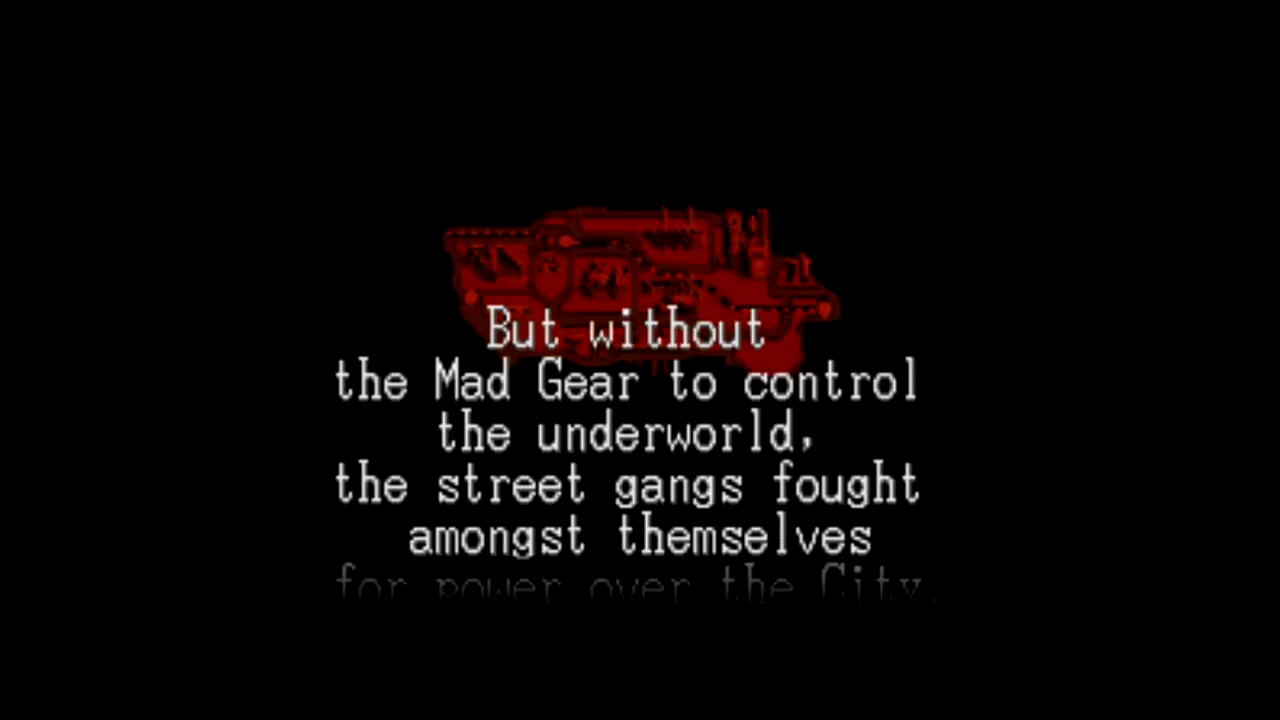 But without
the Mad Gear to control
the underworld,
the street gangs fought
amongst themselves
for power over the City.